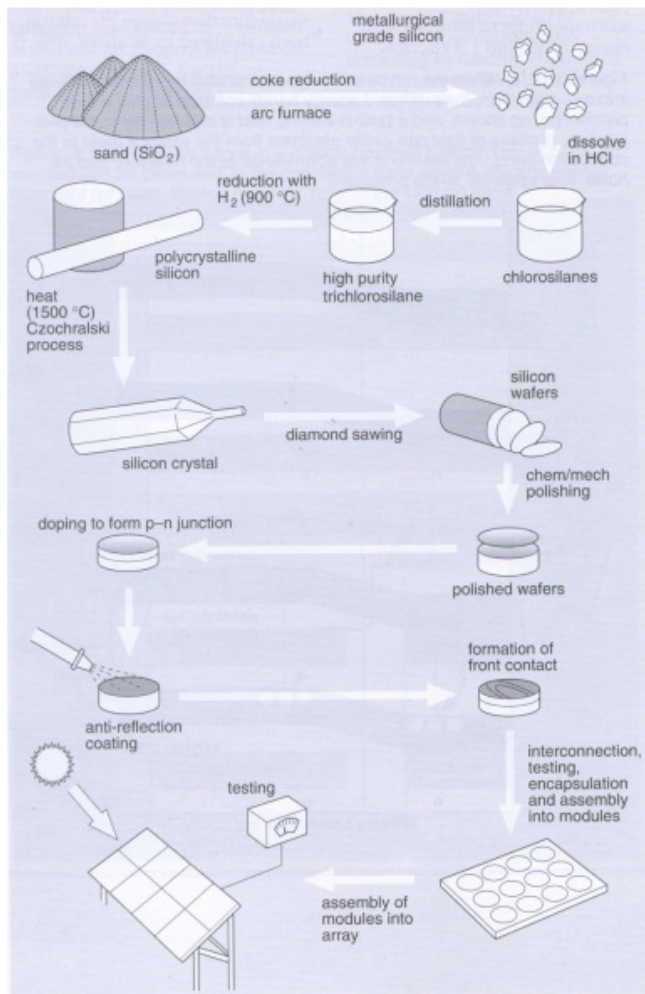 metallurgical
grade silicon
coke reduction
arc furnace
sand (SiO₂)
dissolve
in HCl
reduction with
H₂ (900 °C)
distillation
polycrystalline
silicon
high purity
trichlorosilane
chlorosilanes
heat
(1500 °C)
Czochralski
process
silicon
wafers
diamond sawing
silicon crystal
chem/mech
polishing
doping to form p–n junction
polished wafers
formation of
front contact
anti-reflection
coating
interconnection,
testing,
encapsulation
and assembly
into modules
testing
assembly of
modules into
array